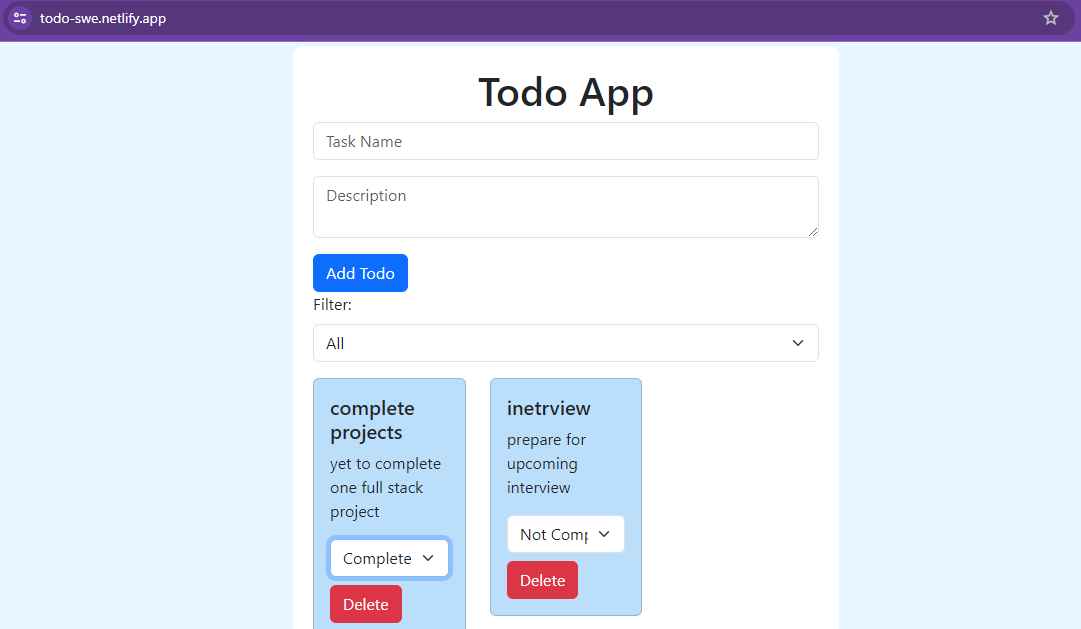 todo-swe.netlify.app
Todo App
Task Name
Description
Add Todo
Filter:
All
complete
projects
yet to complete
one full stack
project
Complete
Delete
inetrview
prepare for
upcoming
interview
Not Comp
Delete